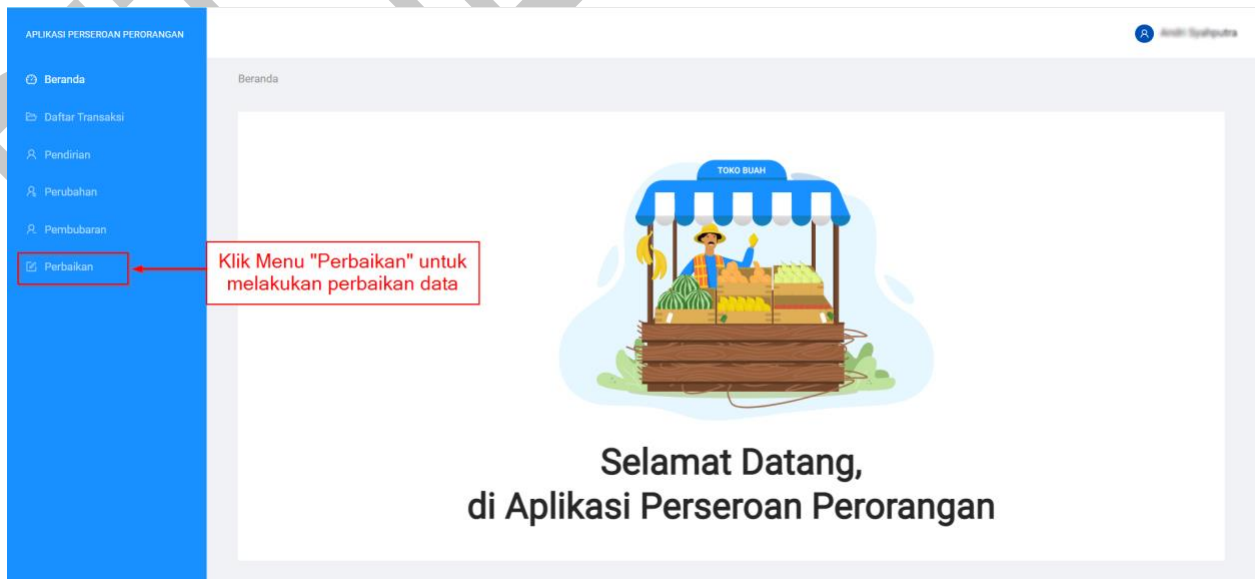 APLIKASI PERSEROAN PERORANGAN
Beranda
Daftar Transaksi
Pendirian
Perubahan
Pembubaran
Perbaikan
Beranda
TOKO BUAH
Klik Menu "Perbaikan" untuk
melakukan perbaikan data
Selamat Datang,
di Aplikasi Perseroan Perorangan